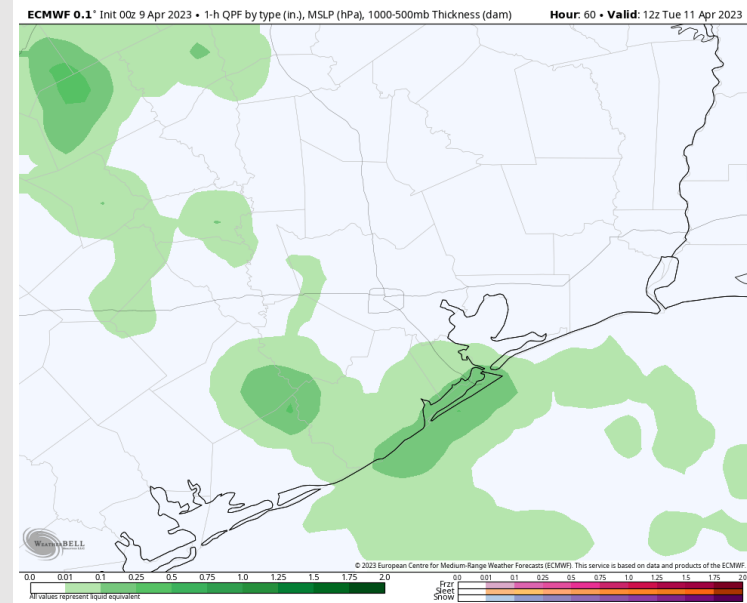 ECMWF 0.1° Init 00z 9 Apr 2023 • 1-h QPF by type (in.), MSLP (hPa), 1000-500mb Thickness (dam)
Hour: 60 • Valid: 12z Tue 11 Apr 2023
WEATHERBELL
© 2023 European Centre for Medium-Range Weather Forecasts (ECMWF). This service is based on data and products of the ECMWF.
0.0 0.01 0.1 0.25 0.5 0.75 1.0 1.25 1.5 1.75 2.0
All values represent liquid equivalent
0.0 0.01 0.1 0.25 0.5 0.75 1.0 1.25 1.5 1.75 2.0
Frzr
Sleet
Snow